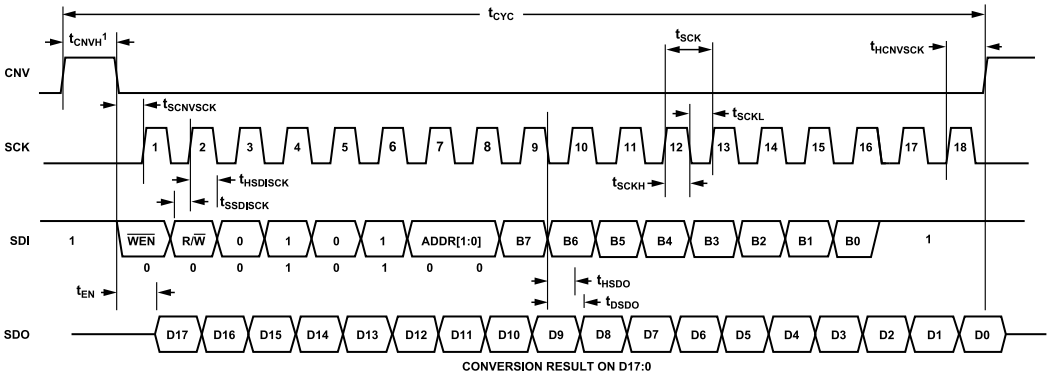 tCYC
tCNVH1
tSCK
tHCNVSCK
CNV
tSCNVSCK
tSCKL
SCK
1 2 3 4 5 6 7 8 9 10 11 12 13 14 15 16 17 18
tHSDISCK
tSCKH
tSSDISCK
SDI 1 WEN R/W 0 1 0 1 ADDR[1:0] B7 B6 B5 B4 B3 B2 B1 B0 1
0 0 0 1 0 1 0 0
tEN
tHSDO
tDSDO
SDO D17 D16 D15 D14 D13 D12 D11 D10 D9 D8 D7 D6 D5 D4 D3 D2 D1 D0
CONVERSION RESULT ON D17:0